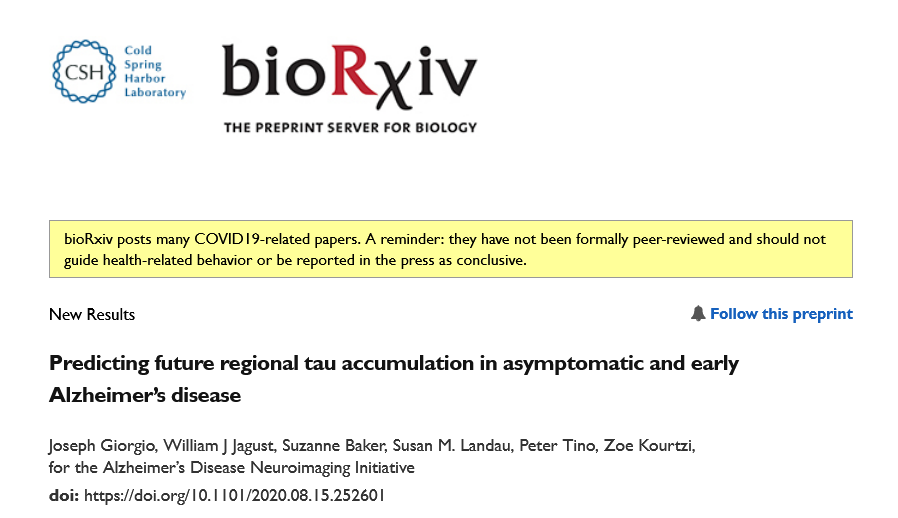 CSH
Cold
Spring
Harbor
Laboratory
bioRχiv
THE PREPRINT SERVER FOR BIOLOGY
bioRxiv posts many COVID19-related papers. A reminder: they have not been formally peer-reviewed and should not
guide health-related behavior or be reported in the press as conclusive.
New Results
Follow this preprint
Predicting future regional tau accumulation in asymptomatic and early
Alzheimer’s disease
Joseph Giorgio, William J Jagust, Suzanne Baker, Susan M. Landau, Peter Tino, Zoe Kourtzi,
for the Alzheimer’s Disease Neuroimaging Initiative
doi: https://doi.org/10.1101/2020.08.15.252601